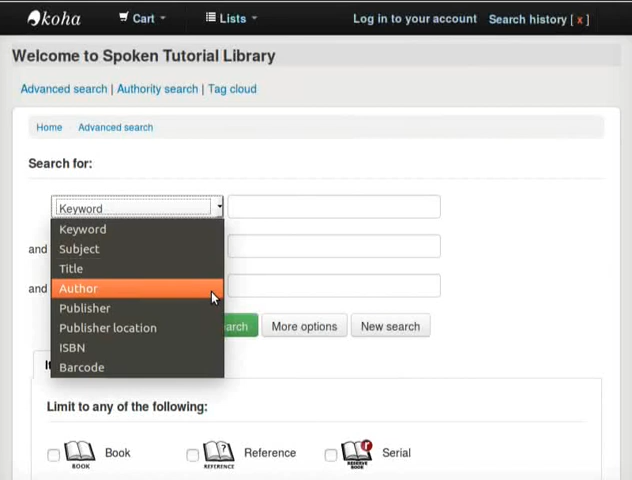 koha Cart Lists Log in to your account Search history [ x ]
Welcome to Spoken Tutorial Library
Advanced search | Authority search | Tag cloud
Home Advanced search
Search for:
Keyword
Keyword
and Subject
Title
and Author
Publisher
Publisher location
ISBN
Barcode
arch More options New search
Limit to any of the following:
BOOK Book REFERENCE Reference RESERVE BOOK Serial